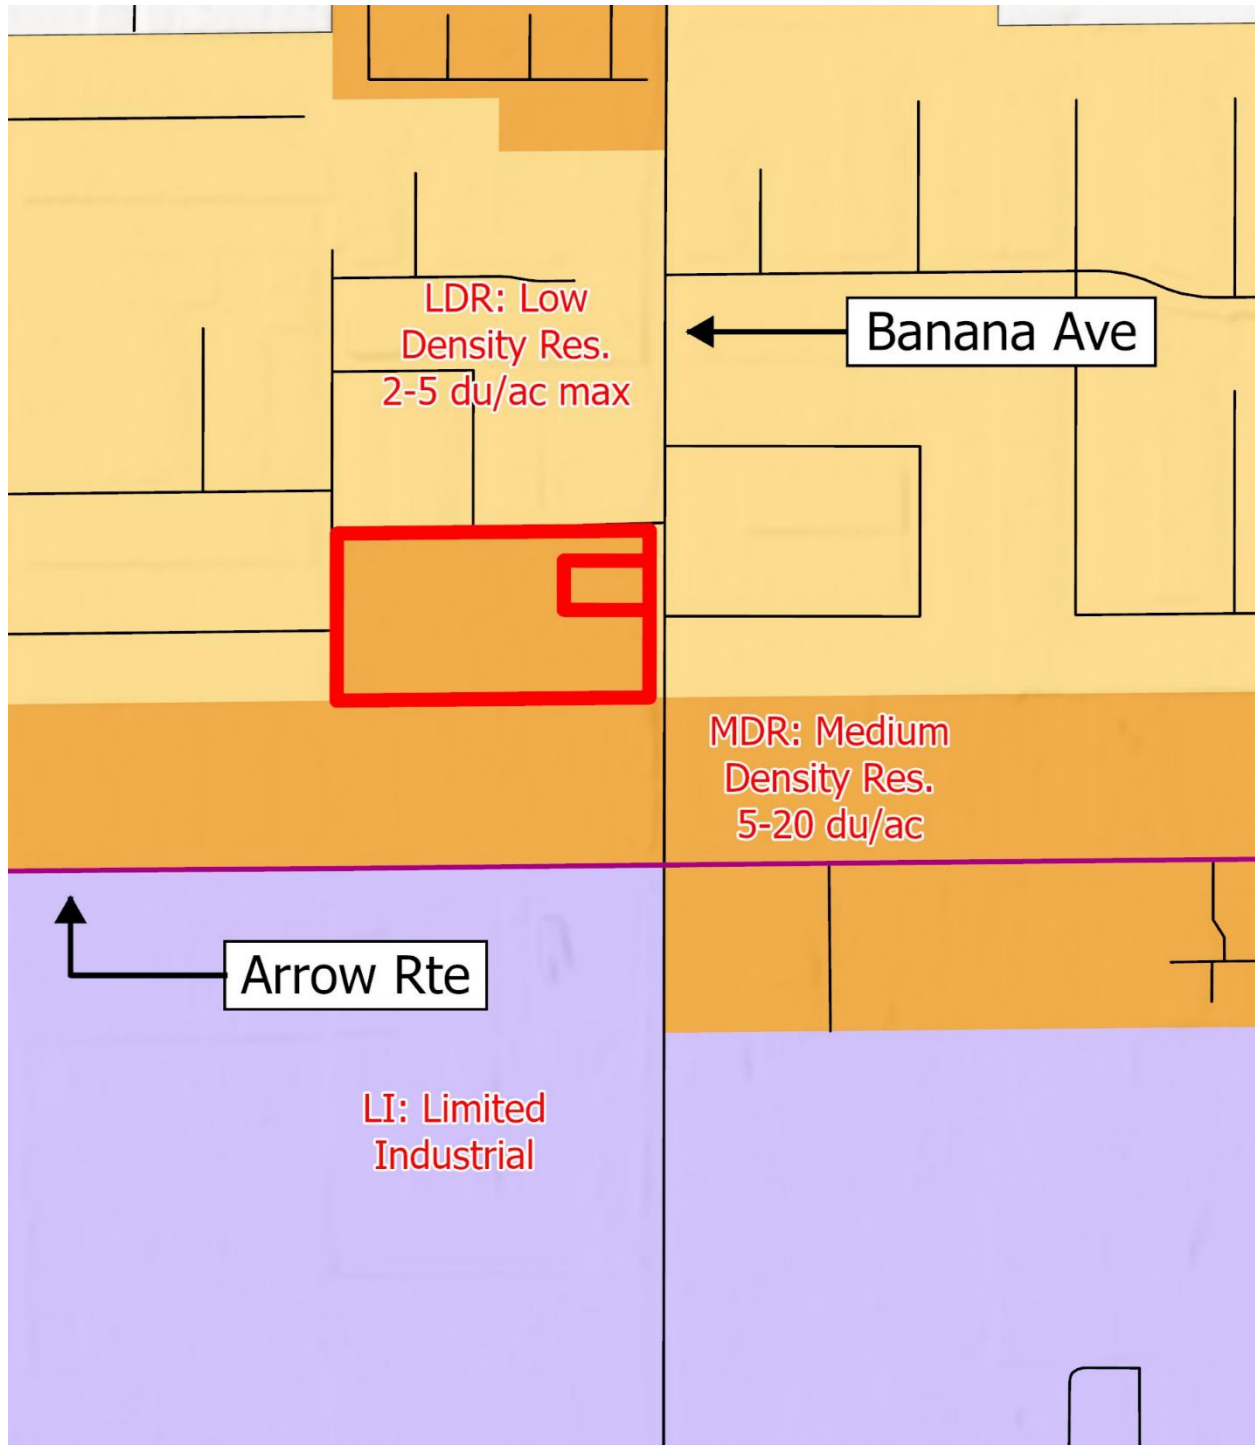 LDR: Low
Density Res.
2-5 du/ac max
Banana Ave
MDR: Medium
Density Res.
5-20 du/ac
Arrow Rte
LI: Limited
Industrial